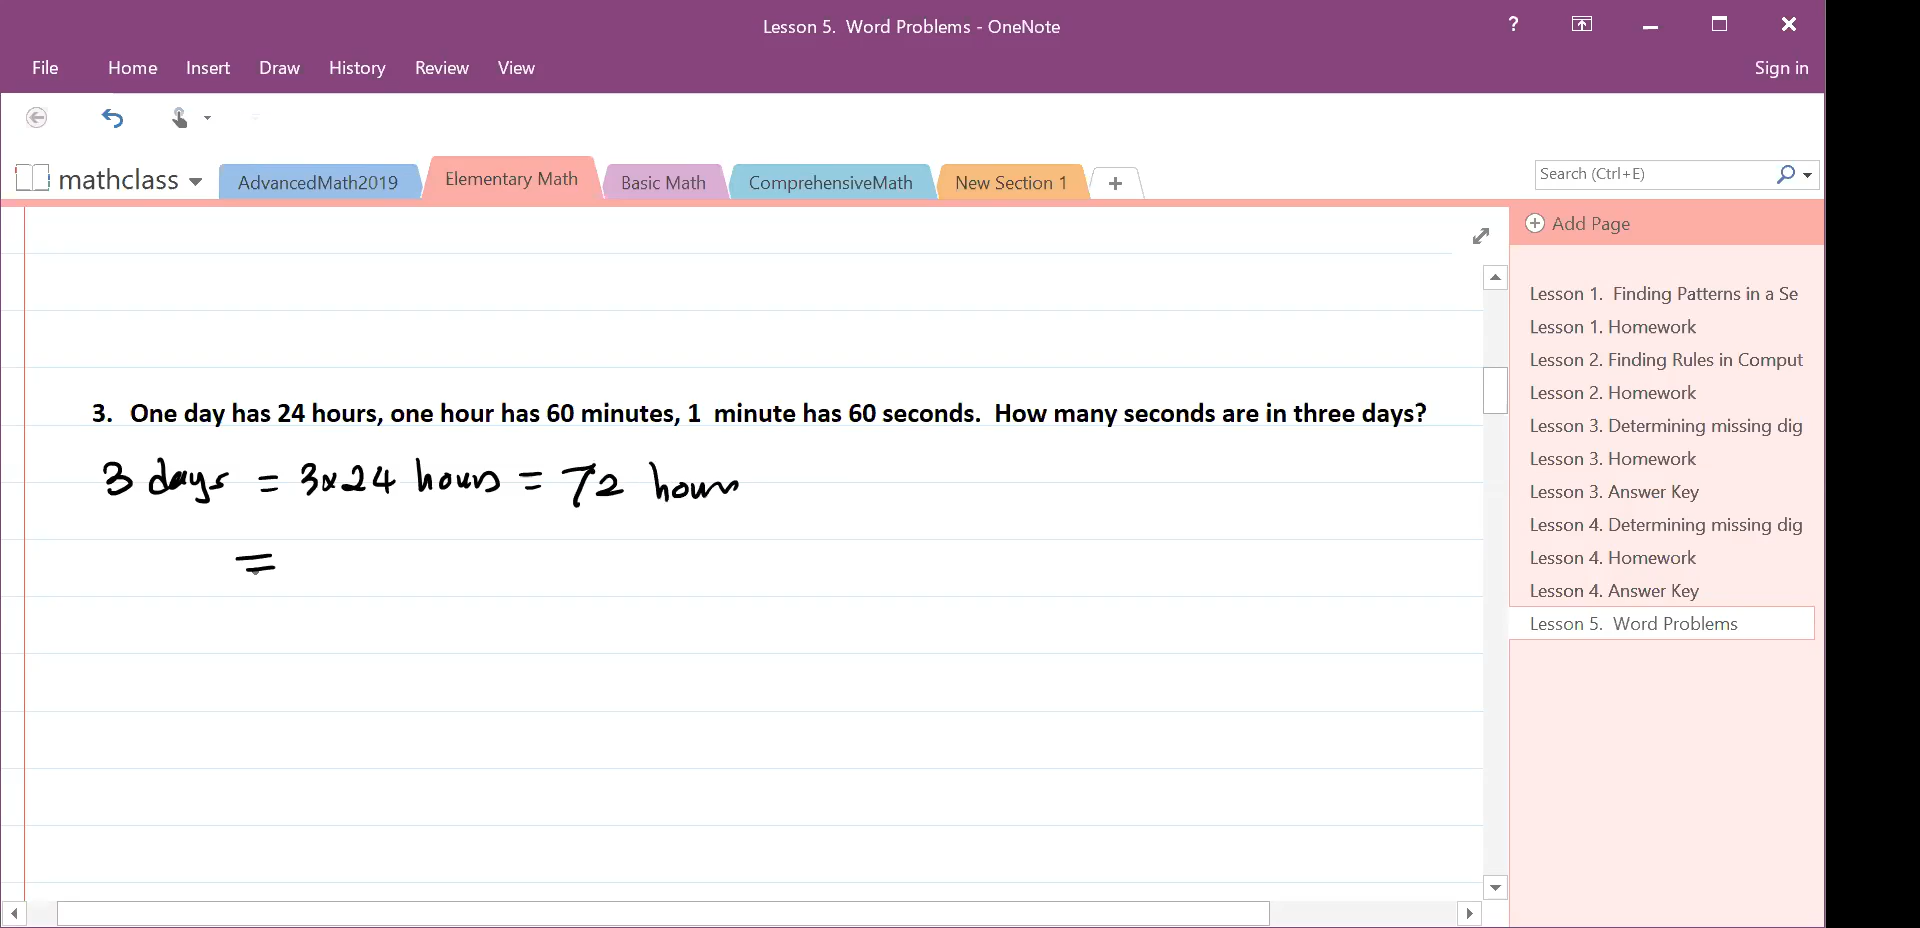 Lesson 5.  Word Problems - OneNote
File Home Insert Draw History Review View Sign in
mathclass AdvancedMath2019 Elementary Math Basic Math ComprehensiveMath New Section 1 + Search (Ctrl+E)
Add Page
Lesson 1.  Finding Patterns in a Se
Lesson 1. Homework
Lesson 2. Finding Rules in Comput
Lesson 2. Homework
Lesson 3. Determining missing dig
Lesson 3. Homework
Lesson 3. Answer Key
Lesson 4. Determining missing dig
Lesson 4. Homework
Lesson 4. Answer Key
Lesson 5.  Word Problems
3.  One day has 24 hours, one hour has 60 minutes, 1  minute has 60 seconds.  How many seconds are in three days?
3 days = 3x24 hours = 72 hours
=